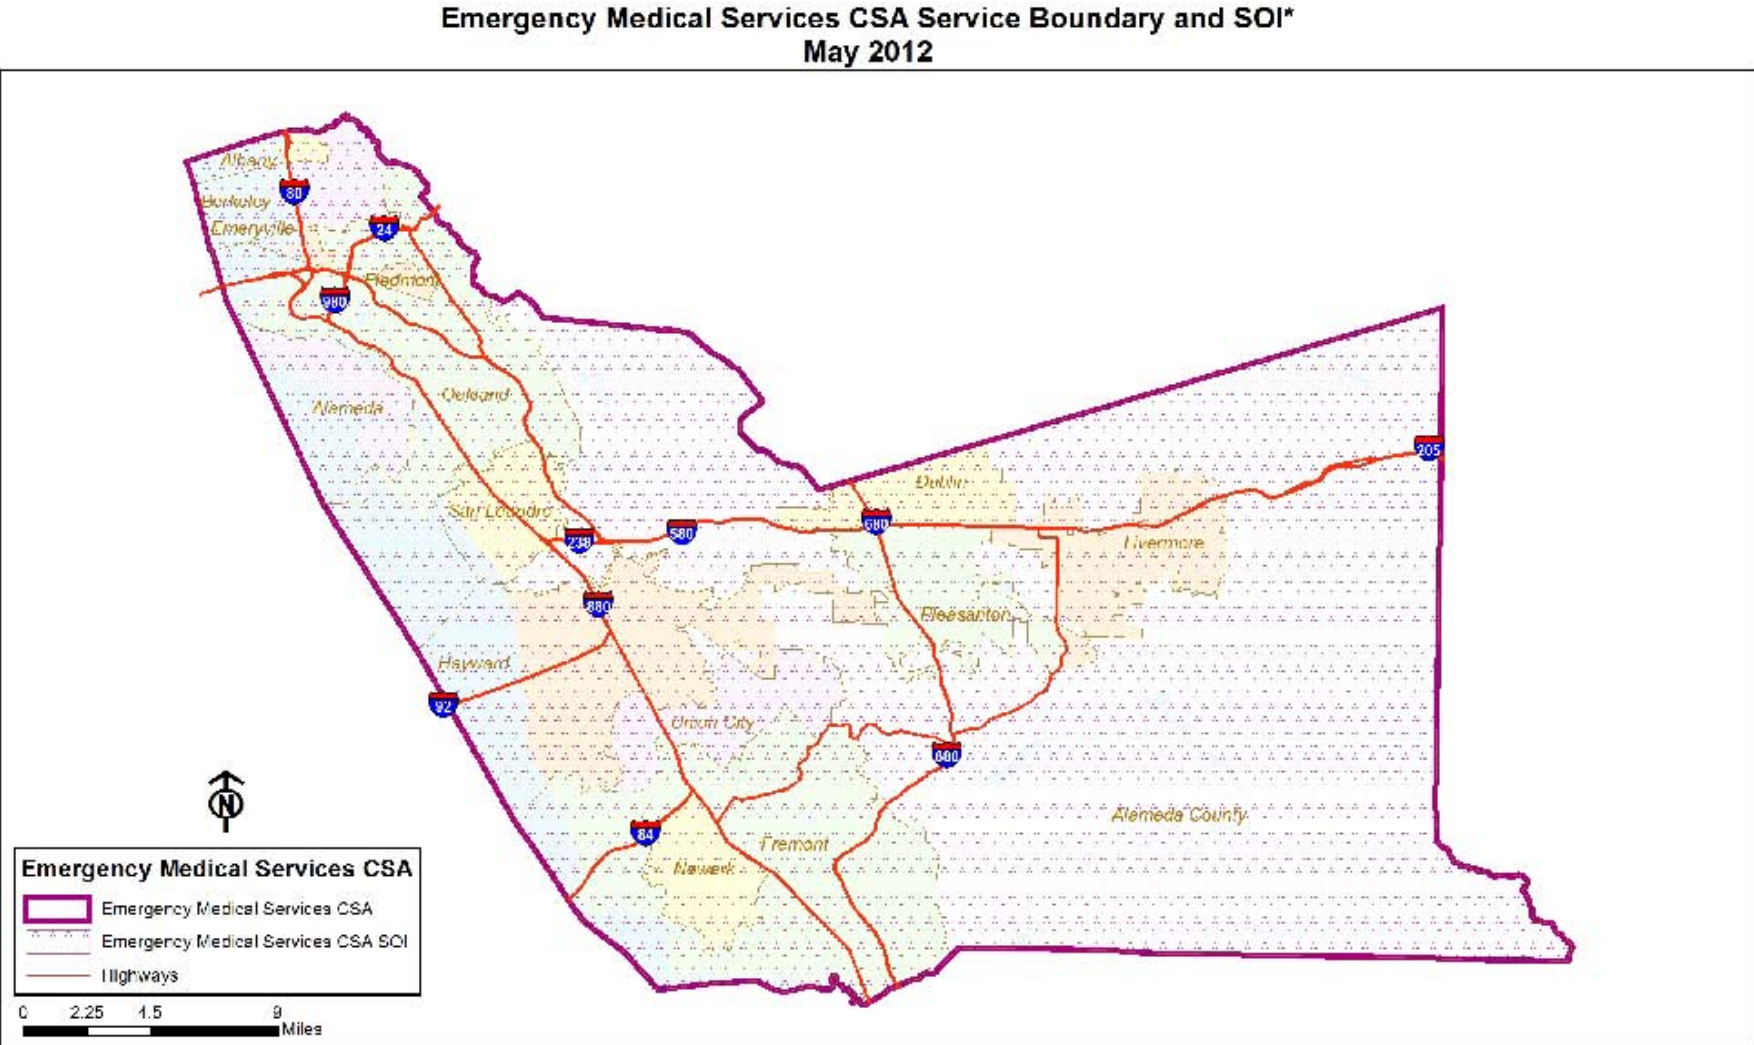 Emergency Medical Services CSA Service Boundary and SOI*
May 2012
Albany
80
Berkeley
Emeryville
24
Piedmont
980
Oakland
Alameda
205
Dublin
San Leandro
680
580
238
Livermore
880
Pleasanton
Hayward
92
Union City
680
N
Alameda County
84
Fremont
Newark
Emergency Medical Services CSA
Emergency Medical Services CSA
Emergency Medical Services CSA SOI
Highways
0 2.25 4.5 9
Miles